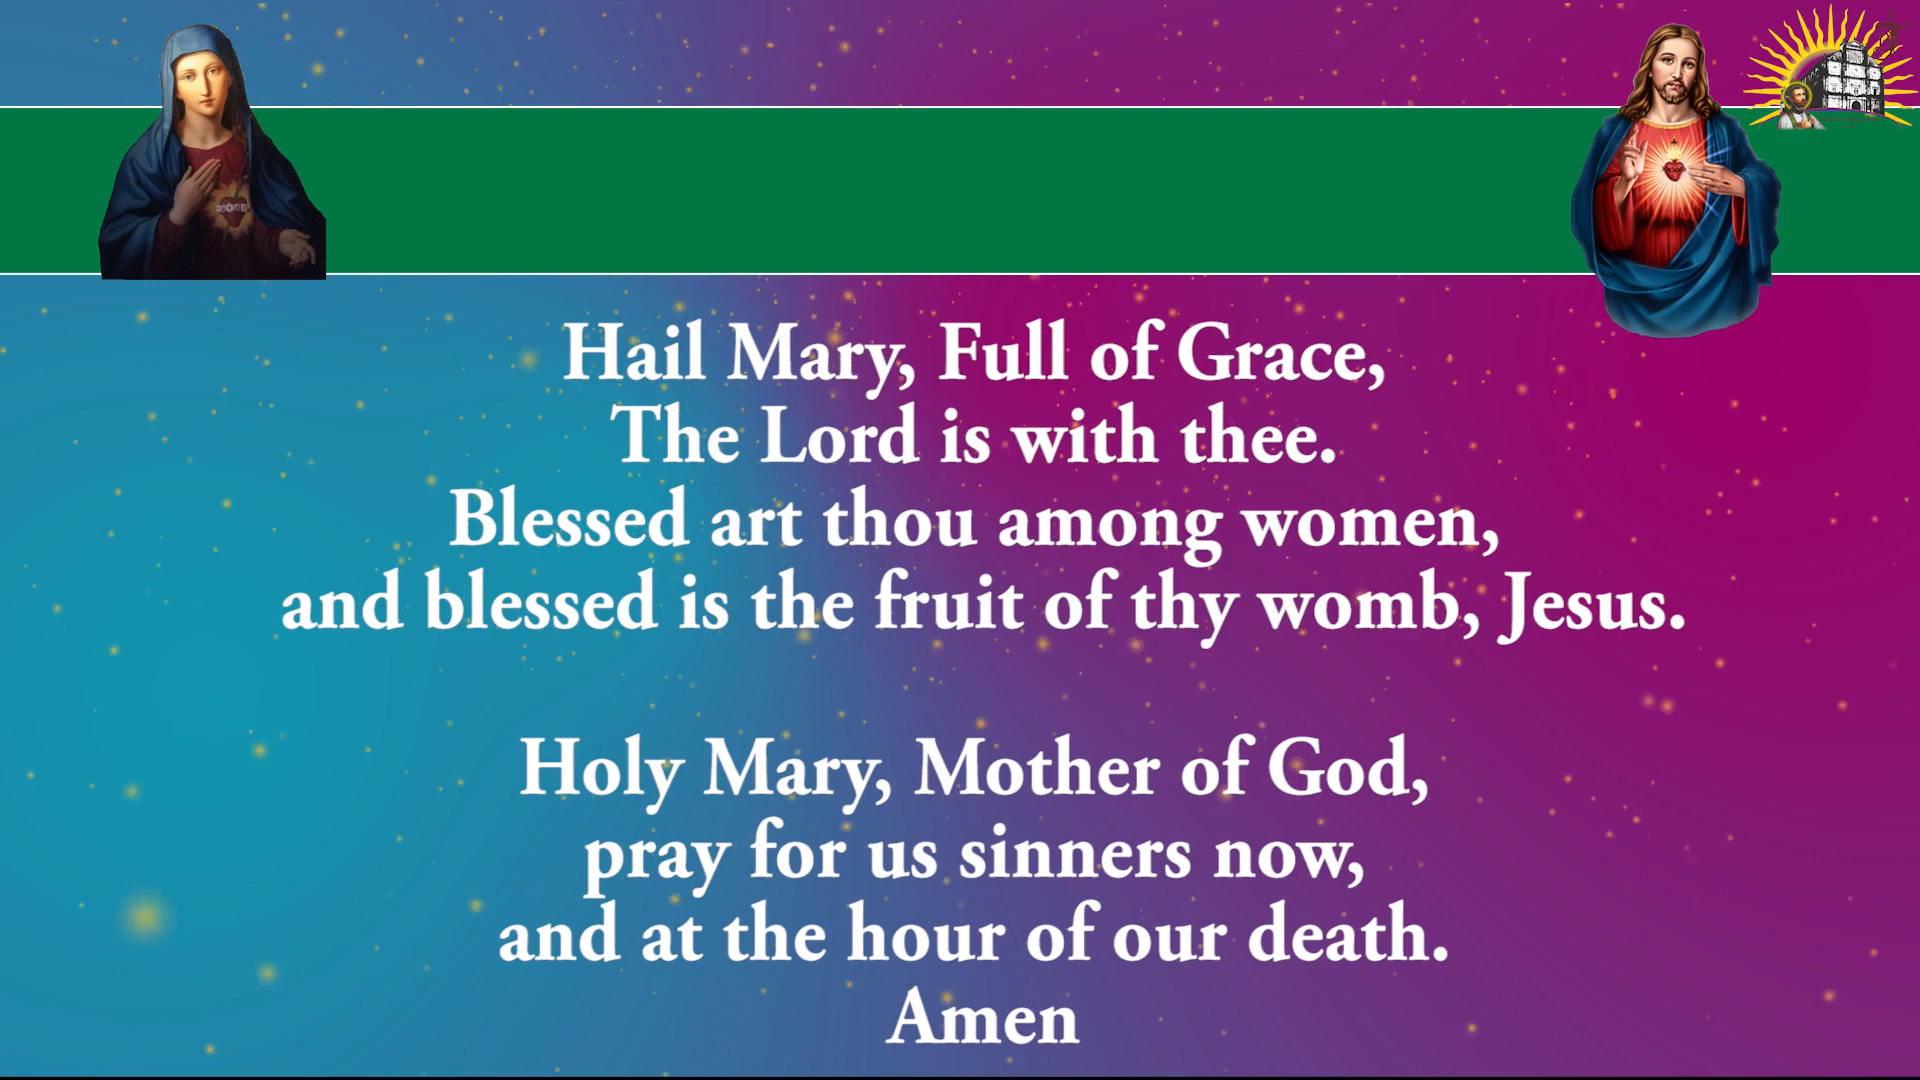 Hail Mary, Full of Grace,
The Lord is with thee.
Blessed art thou among women,
and blessed is the fruit of thy womb, Jesus.
Holy Mary, Mother of God,
pray for us sinners now,
and at the hour of our death.
Amen